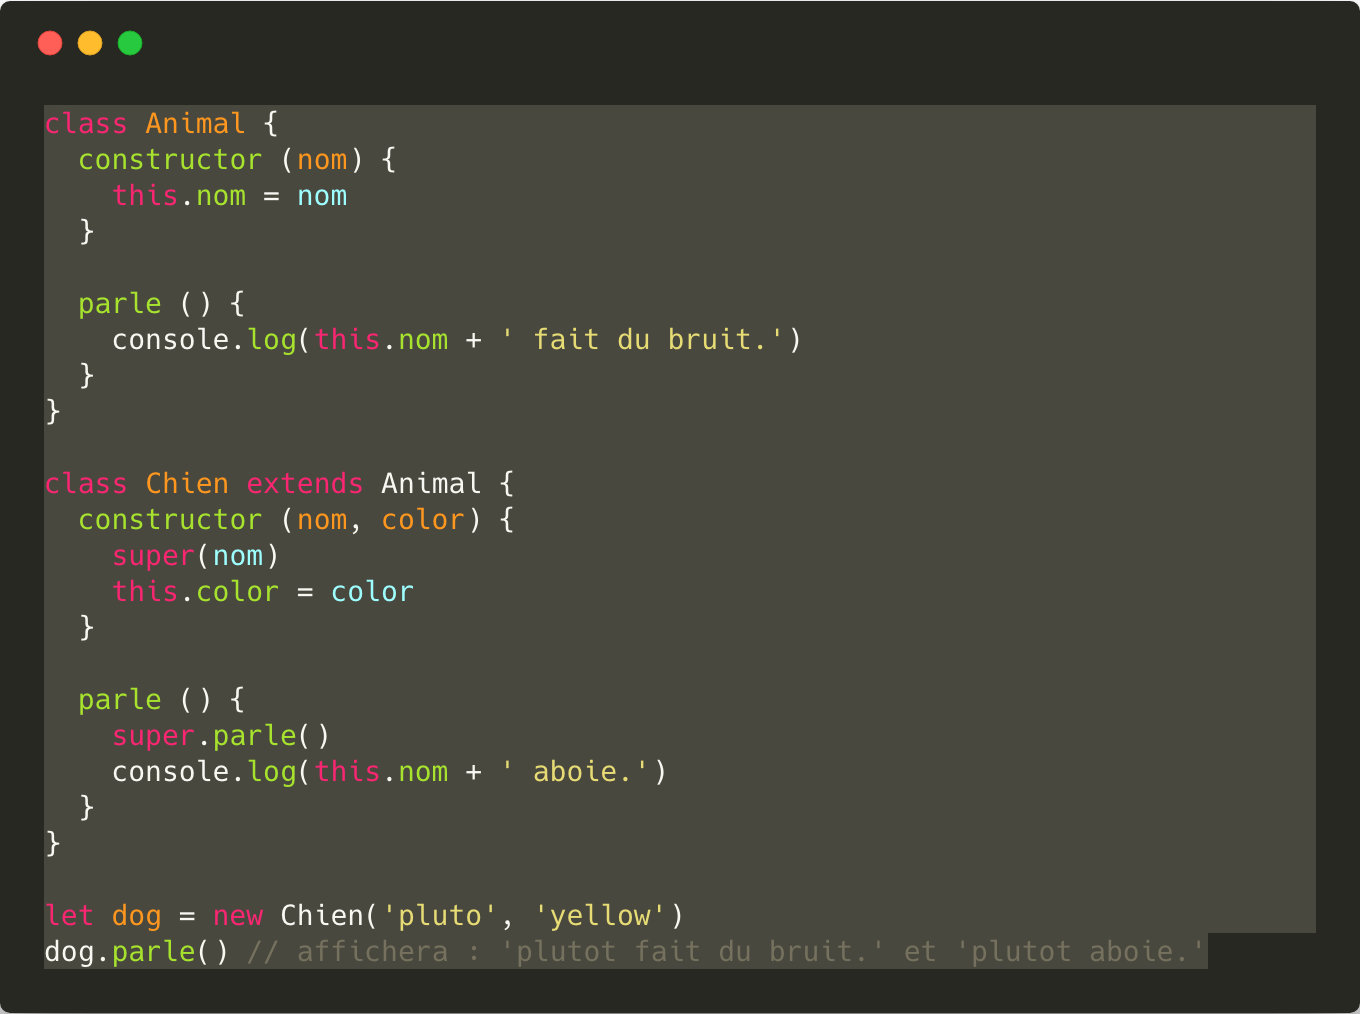 class Animal {
  constructor (nom) {
    this.nom = nom
  }

  parle () {
    console.log(this.nom + ' fait du bruit.')
  }
}

class Chien extends Animal {
  constructor (nom, color) {
    super(nom)
    this.color = color
  }

  parle () {
    super.parle()
    console.log(this.nom + ' aboie.')
  }
}

let dog = new Chien('pluto', 'yellow')
dog.parle() // affichera : 'plutot fait du bruit.' et 'plutot aboie.'